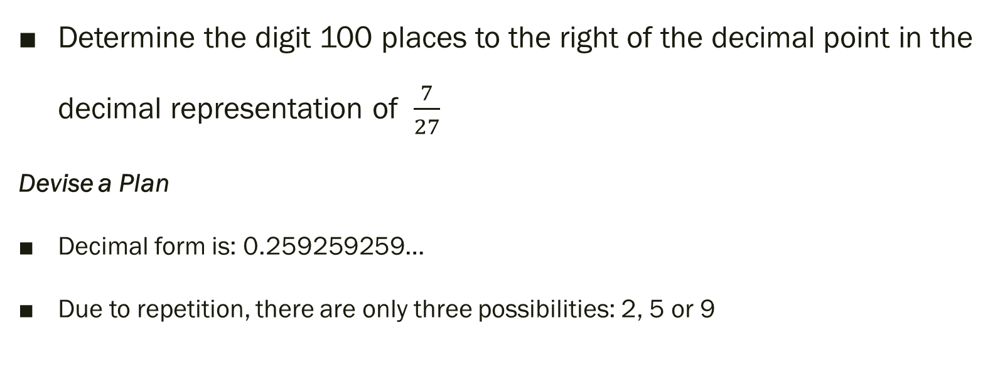 ■ Determine the digit 100 places to the right of the decimal point in the
decimal representation of 7/27
Devise a Plan
■ Decimal form is: 0.259259259...
■ Due to repetition, there are only three possibilities: 2, 5 or 9